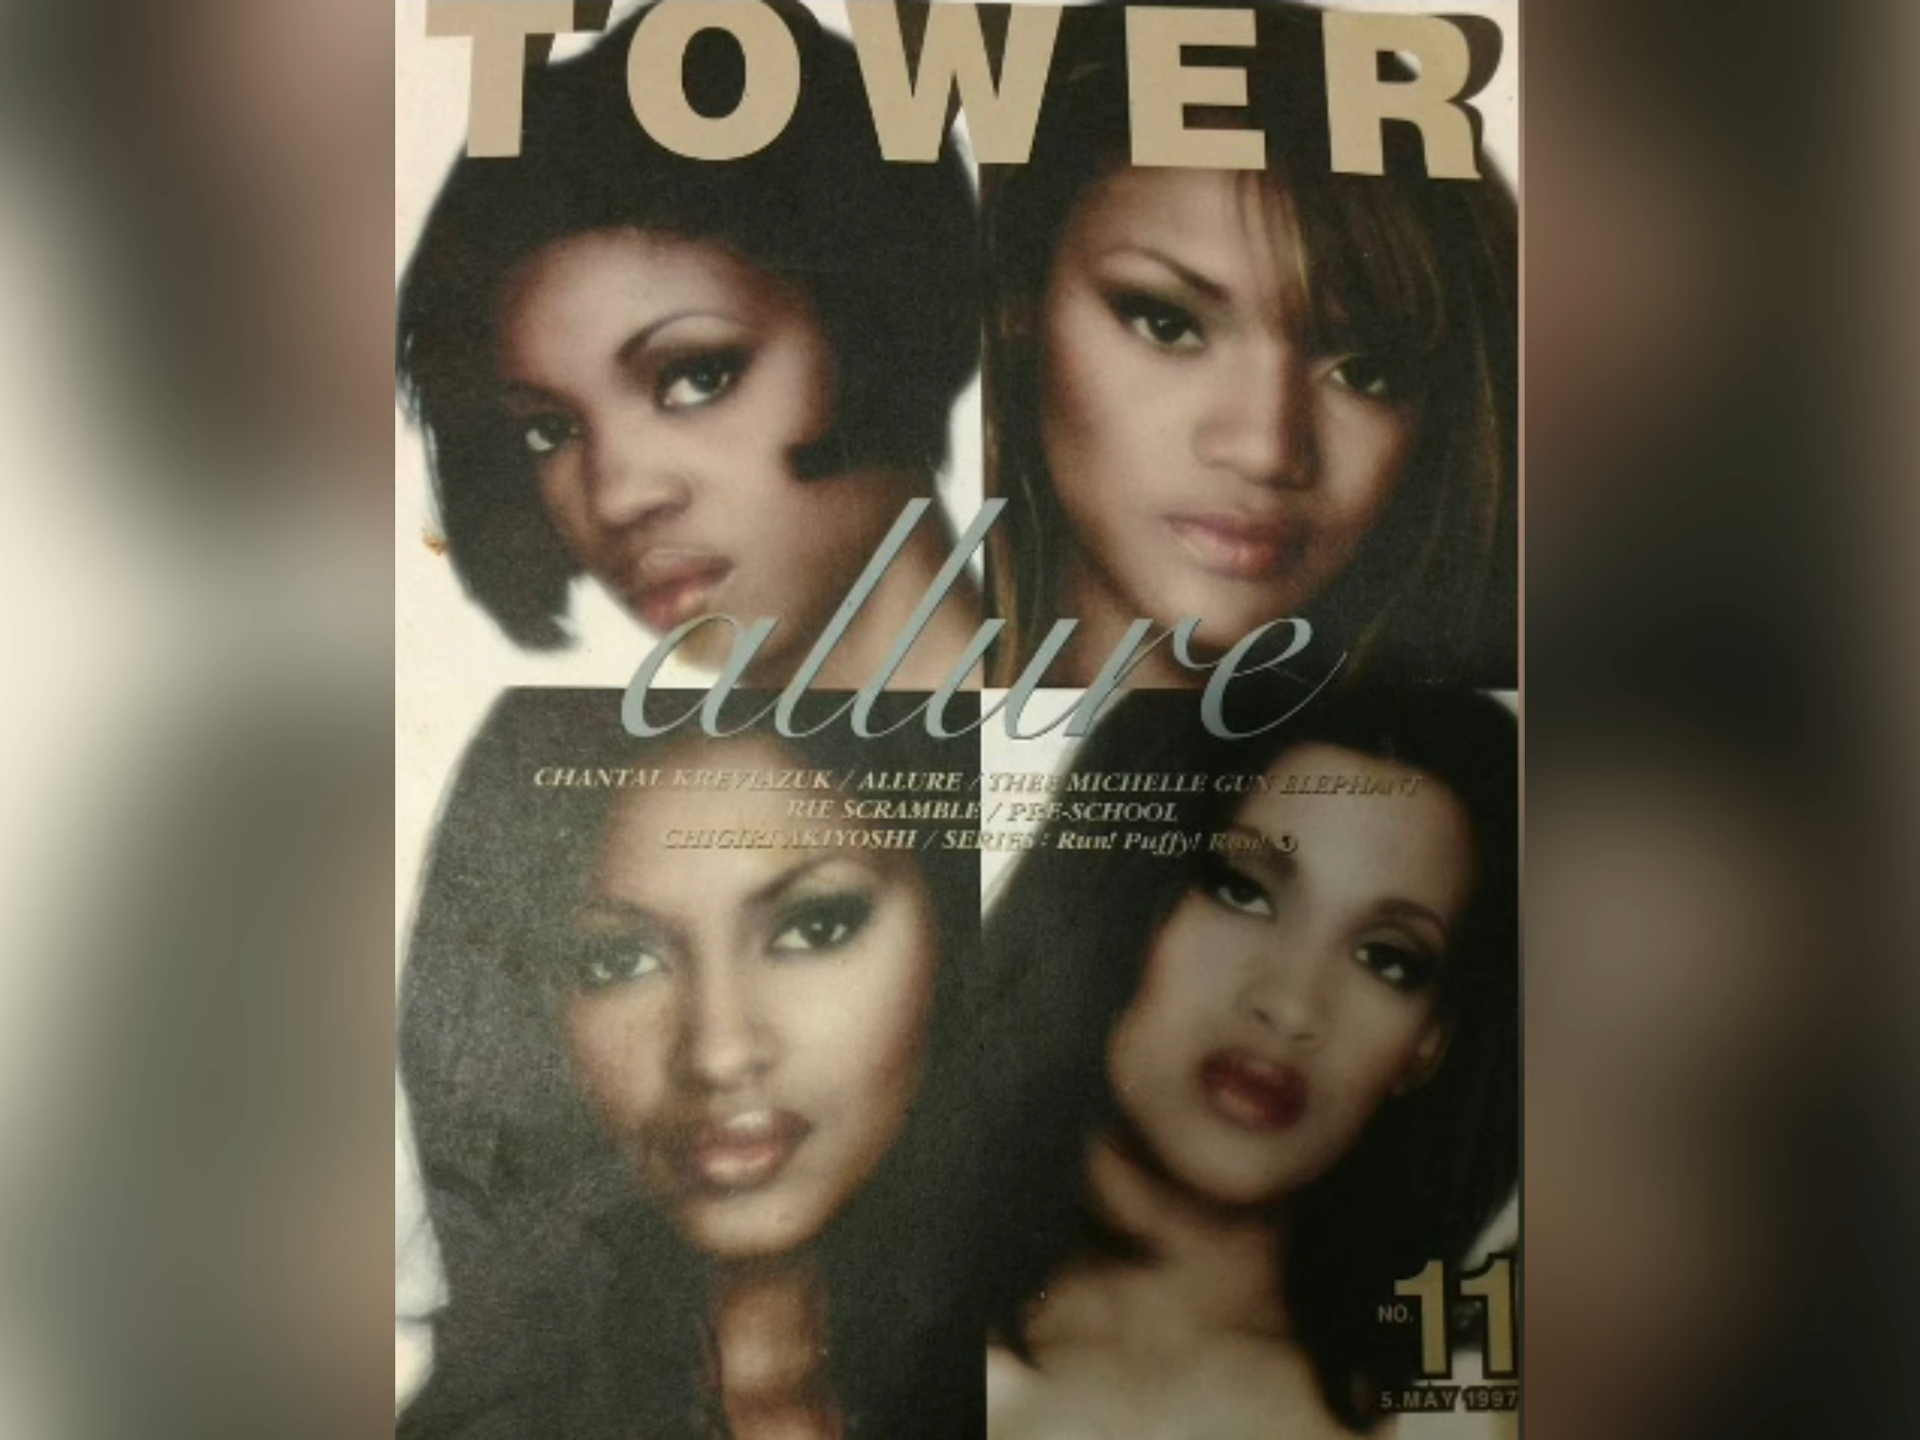 TOWER
allure
CHANTAL KREVIAZUK / ALLURE / THEE MICHELLE GUN ELEPHANT
RIE SCRAMBLE / PRE-SCHOOL
CHIGIRI AKIYOSHI / SERIES : Run! Puffy! Run!
NO. 11
5.MAY 1997